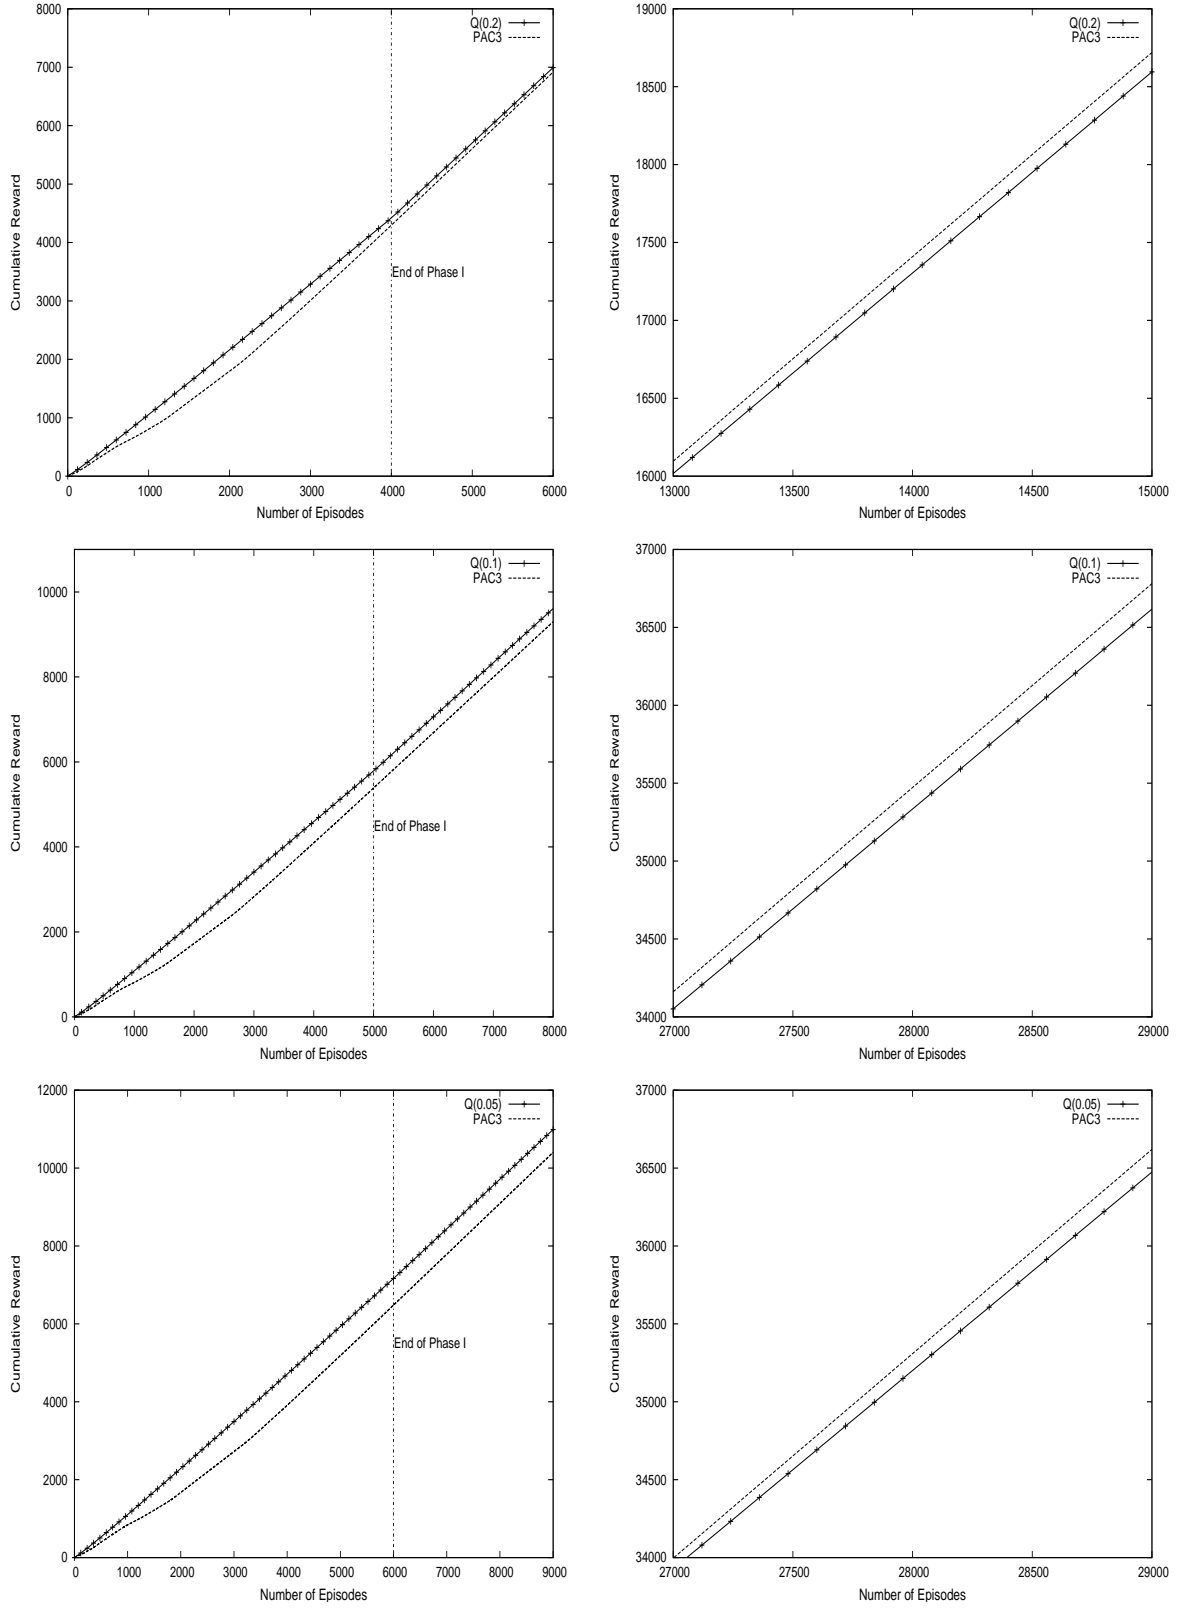 8000
7000
6000
5000
4000
3000
2000
1000
0
0 1000 2000 3000 4000 5000 6000
Cumulative Reward
Number of Episodes
Q(0.2)
PAC3
End of Phase I
19000
18500
18000
17500
17000
16500
16000
13000 13500 14000 14500 15000
Cumulative Reward
Number of Episodes
Q(0.2)
PAC3
10000
8000
6000
4000
2000
0
0 1000 2000 3000 4000 5000 6000 7000 8000
Cumulative Reward
Number of Episodes
Q(0.1)
PAC3
End of Phase I
37000
36500
36000
35500
35000
34500
34000
27000 27500 28000 28500 29000
Cumulative Reward
Number of Episodes
Q(0.1)
PAC3
12000
10000
8000
6000
4000
2000
0
0 1000 2000 3000 4000 5000 6000 7000 8000 9000
Cumulative Reward
Number of Episodes
Q(0.05)
PAC3
End of Phase I
37000
36500
36000
35500
35000
34500
34000
27000 27500 28000 28500 29000
Cumulative Reward
Number of Episodes
Q(0.05)
PAC3